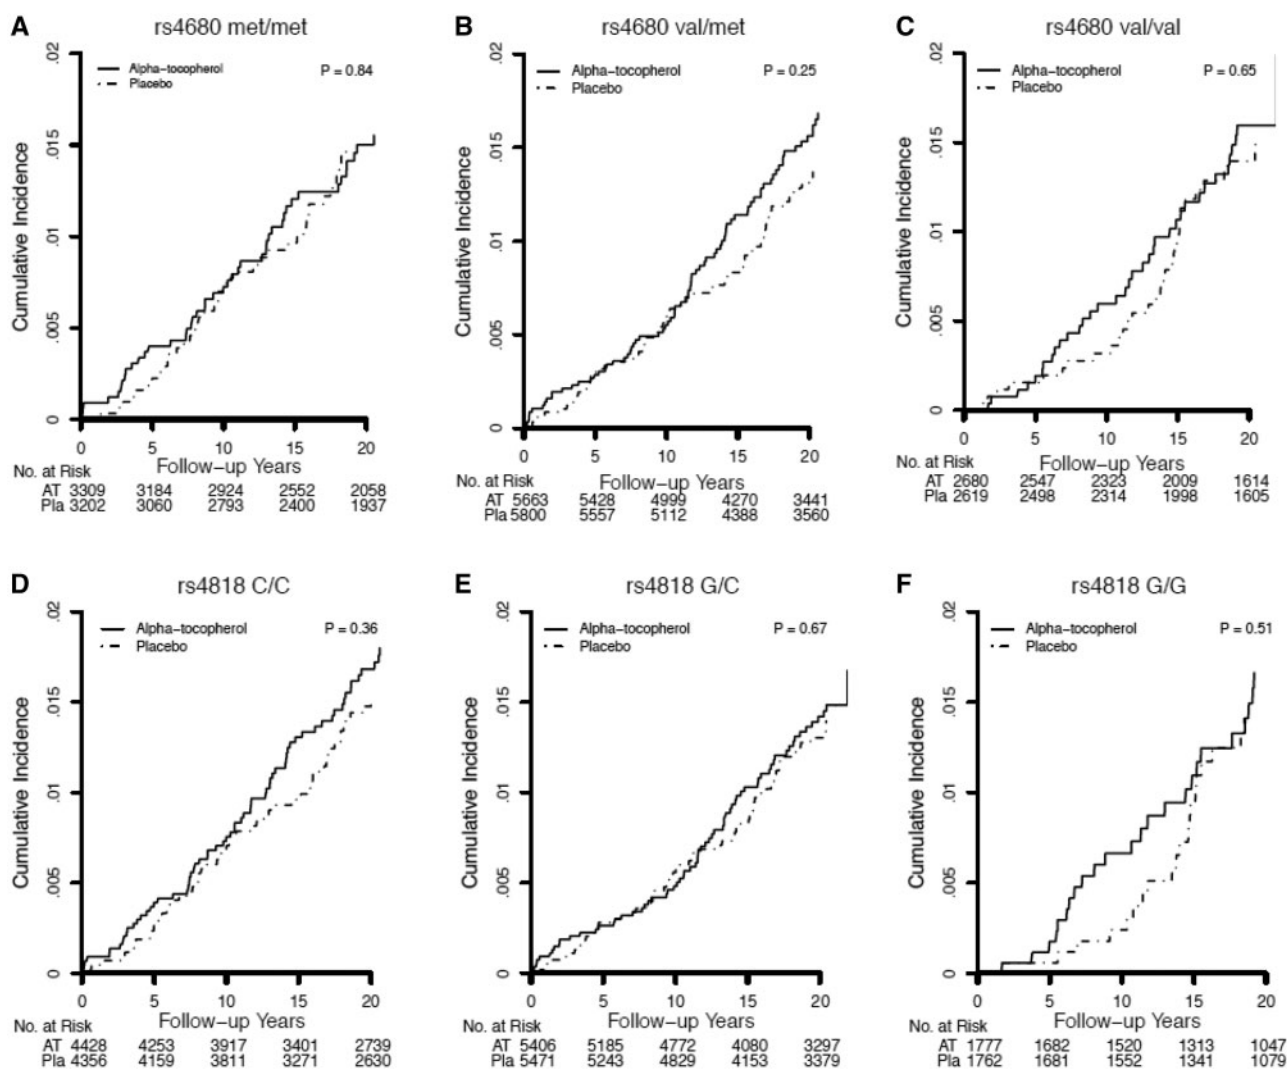 A
rs4680 met/met
Alpha-tocopherol
P = 0.84
Placebo
Cumulative Incidence
.02
.015
.01
.005
0
0 5 10 15 20
Follow-up Years
No. at Risk
AT 3309 3184 2924 2552 2058
Pla 3202 3060 2793 2400 1937
B
rs4680 val/met
Alpha-tocopherol
P = 0.25
Placebo
Cumulative Incidence
.02
.015
.01
.005
0
0 5 10 15 20
Follow-up Years
No. at Risk
AT 5663 5428 4999 4270 3441
Pla 5800 5557 5112 4388 3560
C
rs4680 val/val
Alpha-tocopherol
P = 0.65
Placebo
Cumulative Incidence
.02
.015
.01
.005
0
0 5 10 15 20
Follow-up Years
No. at Risk
AT 2680 2547 2323 2009 1614
Pla 2619 2498 2314 1998 1605
D
rs4818 C/C
Alpha-tocopherol
P = 0.36
Placebo
Cumulative Incidence
.02
.015
.01
.005
0
0 5 10 15 20
Follow-up Years
No. at Risk
AT 4428 4253 3917 3401 2739
Pla 4356 4159 3811 3271 2630
E
rs4818 G/C
Alpha-tocopherol
P = 0.67
Placebo
Cumulative Incidence
.02
.015
.01
.005
0
0 5 10 15 20
Follow-up Years
No. at Risk
AT 5406 5185 4772 4080 3297
Pla 5471 5243 4829 4153 3379
F
rs4818 G/G
Alpha-tocopherol
P = 0.51
Placebo
Cumulative Incidence
.02
.015
.01
.005
0
0 5 10 15 20
Follow-up Years
No. at Risk
AT 1777 1682 1520 1313 1047
Pla 1762 1681 1552 1341 1079